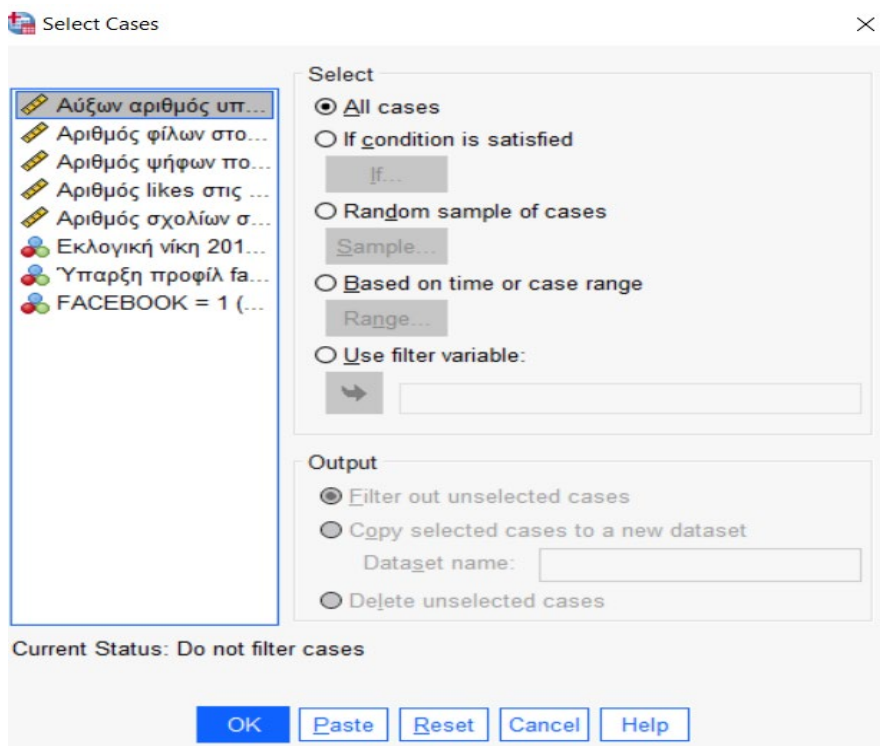 Select Cases
Αύξων αριθμός υπ...
Αριθμός φίλων στο...
Αριθμός ψήφων πο...
Αριθμός likes στις ...
Αριθμός σχολίων σ...
Εκλογική νίκη 201...
Ύπαρξη προφίλ fa...
FACEBOOK = 1 (...
Select
All cases
If condition is satisfied
If...
Random sample of cases
Sample...
Based on time or case range
Range...
Use filter variable:
Output
Filter out unselected cases
Copy selected cases to a new dataset
Dataset name:
Delete unselected cases
Current Status: Do not filter cases
OK Paste Reset Cancel Help